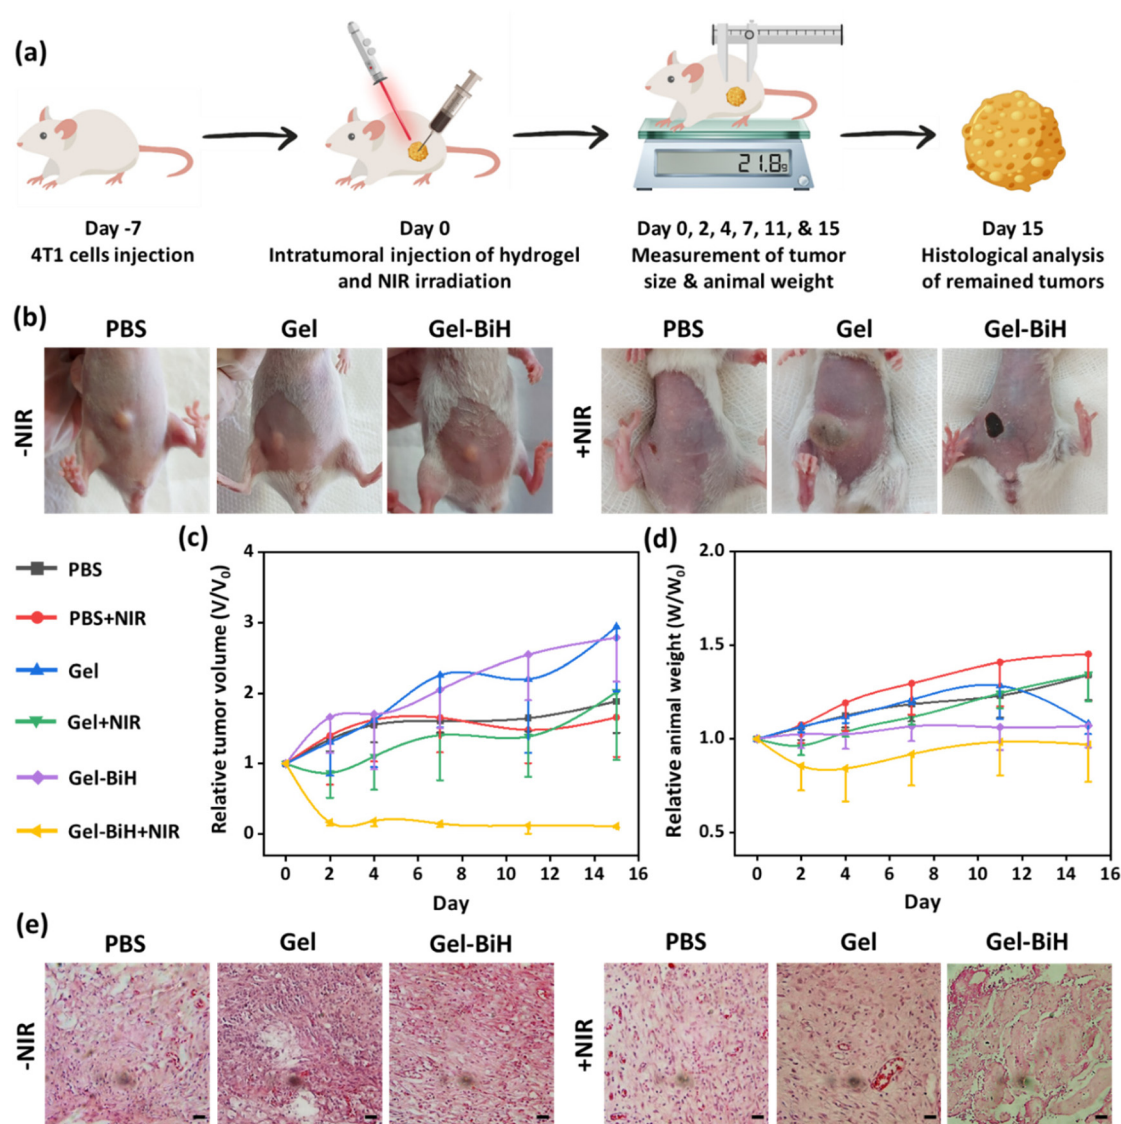 (a)
21.8g
Day -7
4T1 cells injection
Day 0
Intratumoral injection of hydrogel
and NIR irradiation
Day 0, 2, 4, 7, 11, & 15
Measurement of tumor
size & animal weight
Day 15
Histological analysis
of remained tumors
(b)
PBS
Gel
Gel-BiH
PBS
Gel
Gel-BiH
-NIR
+NIR
PBS
PBS+NIR
Gel
Gel+NIR
Gel-BiH
Gel-BiH+NIR
(c)
Relative tumor volume (V/V₀)
4
3
2
1
0
0 2 4 6 8 10 12 14 16
Day
(d)
Relative animal weight (W/W₀)
2.0
1.5
1.0
0.5
0 2 4 6 8 10 12 14 16
Day
(e)
PBS
Gel
Gel-BiH
PBS
Gel
Gel-BiH
-NIR
+NIR